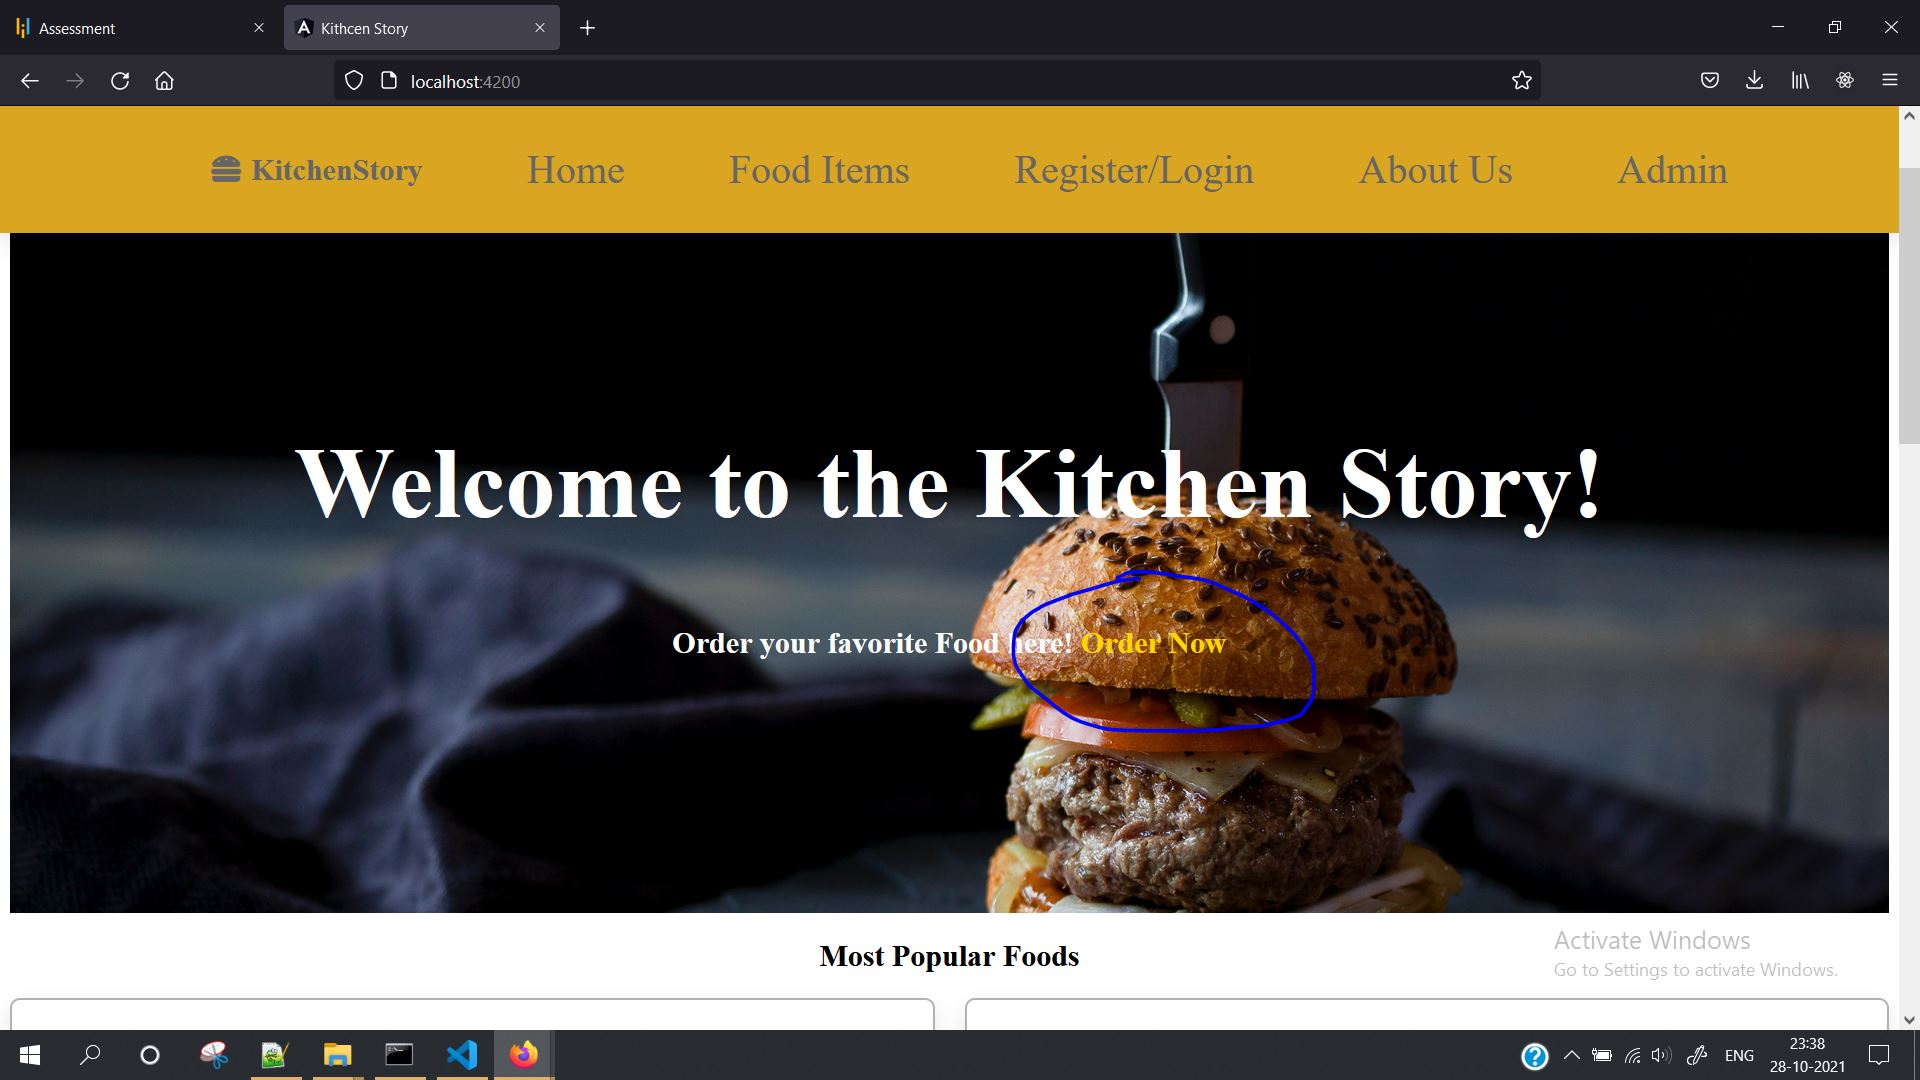 Assessment
Kithcen Story
localhost:4200
KitchenStory Home Food Items Register/Login About Us Admin
Welcome to the Kitchen Story!
Order your favorite Food here! Order Now
Most Popular Foods
Activate Windows
Go to Settings to activate Windows.
ENG
23:38
28-10-2021